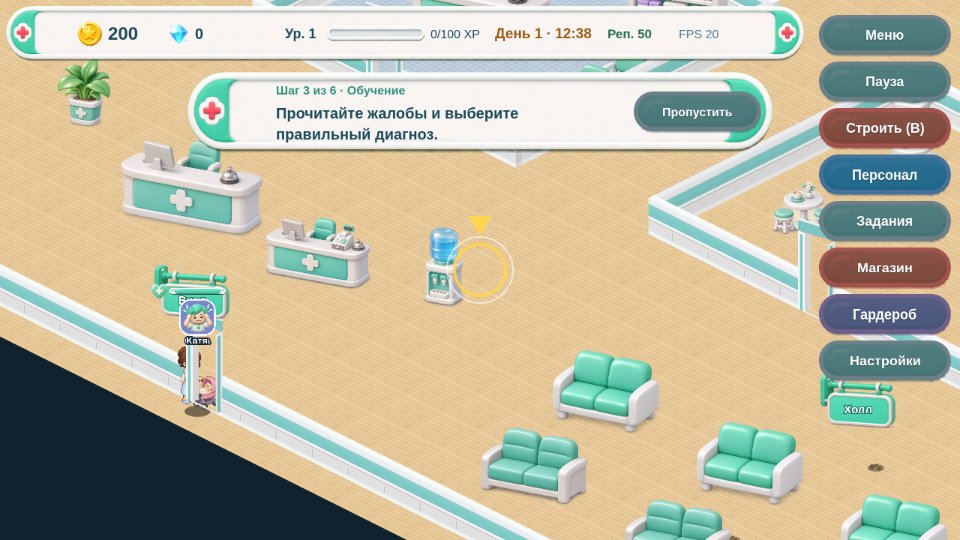 200
0
Ур. 1
0/100 XP
День 1 · 12:38
Реп. 50
FPS 20
Меню
Шаг 3 из 6 · Обучение
Прочитайте жалобы и выберите
правильный диагноз.
Пропустить
Пауза
Строить (B)
Персонал
Задания
Магазин
Гардероб
Настройки
Катя
Холл